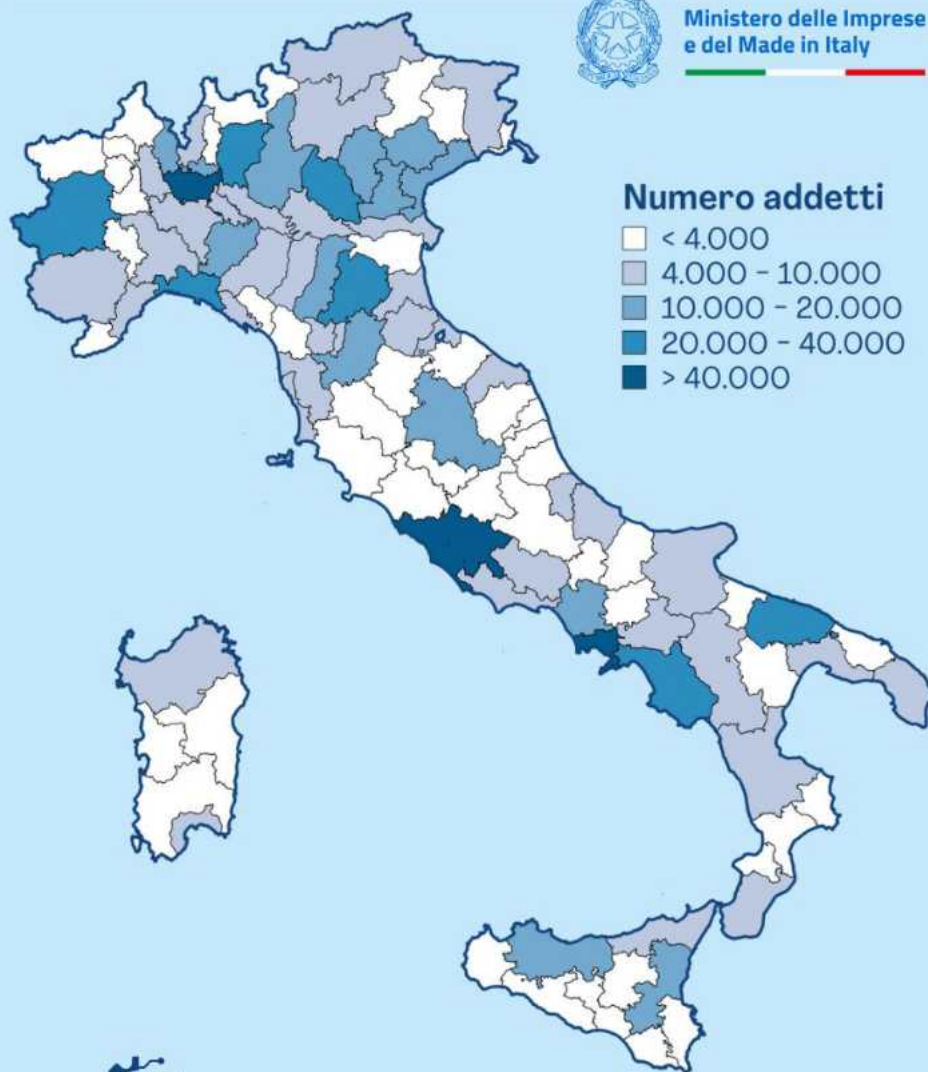 Ministero delle Imprese
e del Made in Italy
Numero addetti
< 4.000
4.000 - 10.000
10.000 - 20.000
20.000 - 40.000
> 40.000